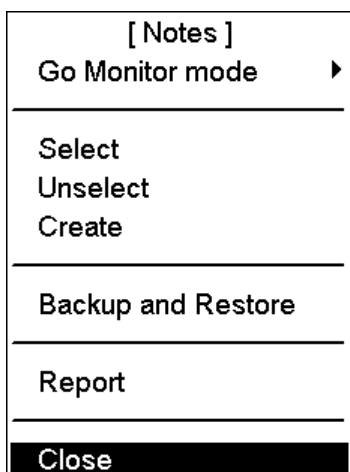 [ Notes ]
Go Monitor mode
Select
Unselect
Create
Backup and Restore
Report
Close